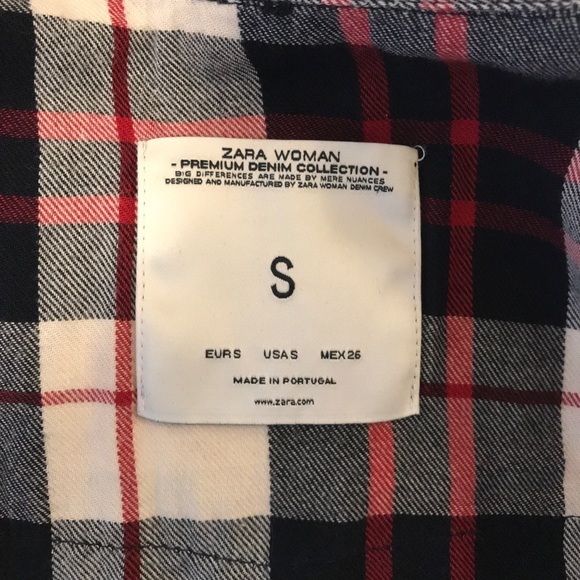 ZARA WOMAN
- PREMIUM DENIM COLLECTION -
BIG DIFFERENCES ARE MADE BY MERE NUANCES
DESIGNED AND MANUFACTURED BY ZARA WOMAN DENIM CREW
S
EUR S USA S MEX 26
MADE IN PORTUGAL
www.zara.com